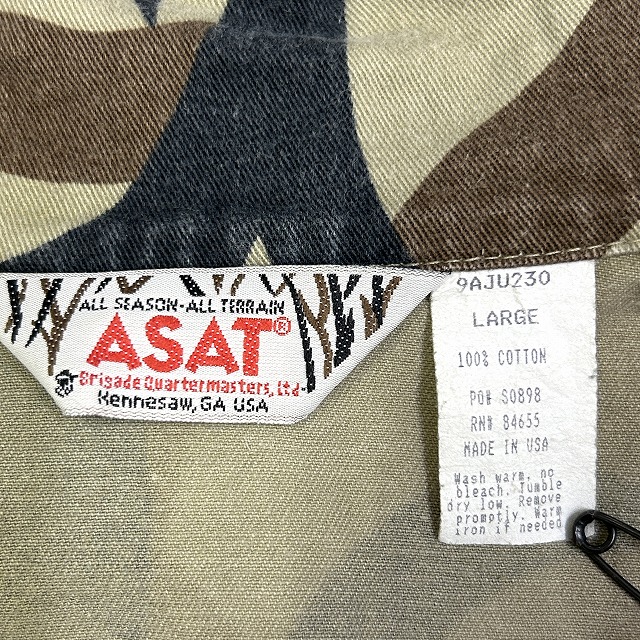 ALL SEASON-ALL TERRAIN
ASAT®
Brigade Quartermasters, Ltd.
Kennesaw, GA USA
9AJU230
LARGE
100% COTTON
PO# S0898
RN# 84655
MADE IN USA
Wash warm, no
bleach. Tumble
dry low. Remove
promptly. Warm
iron if needed